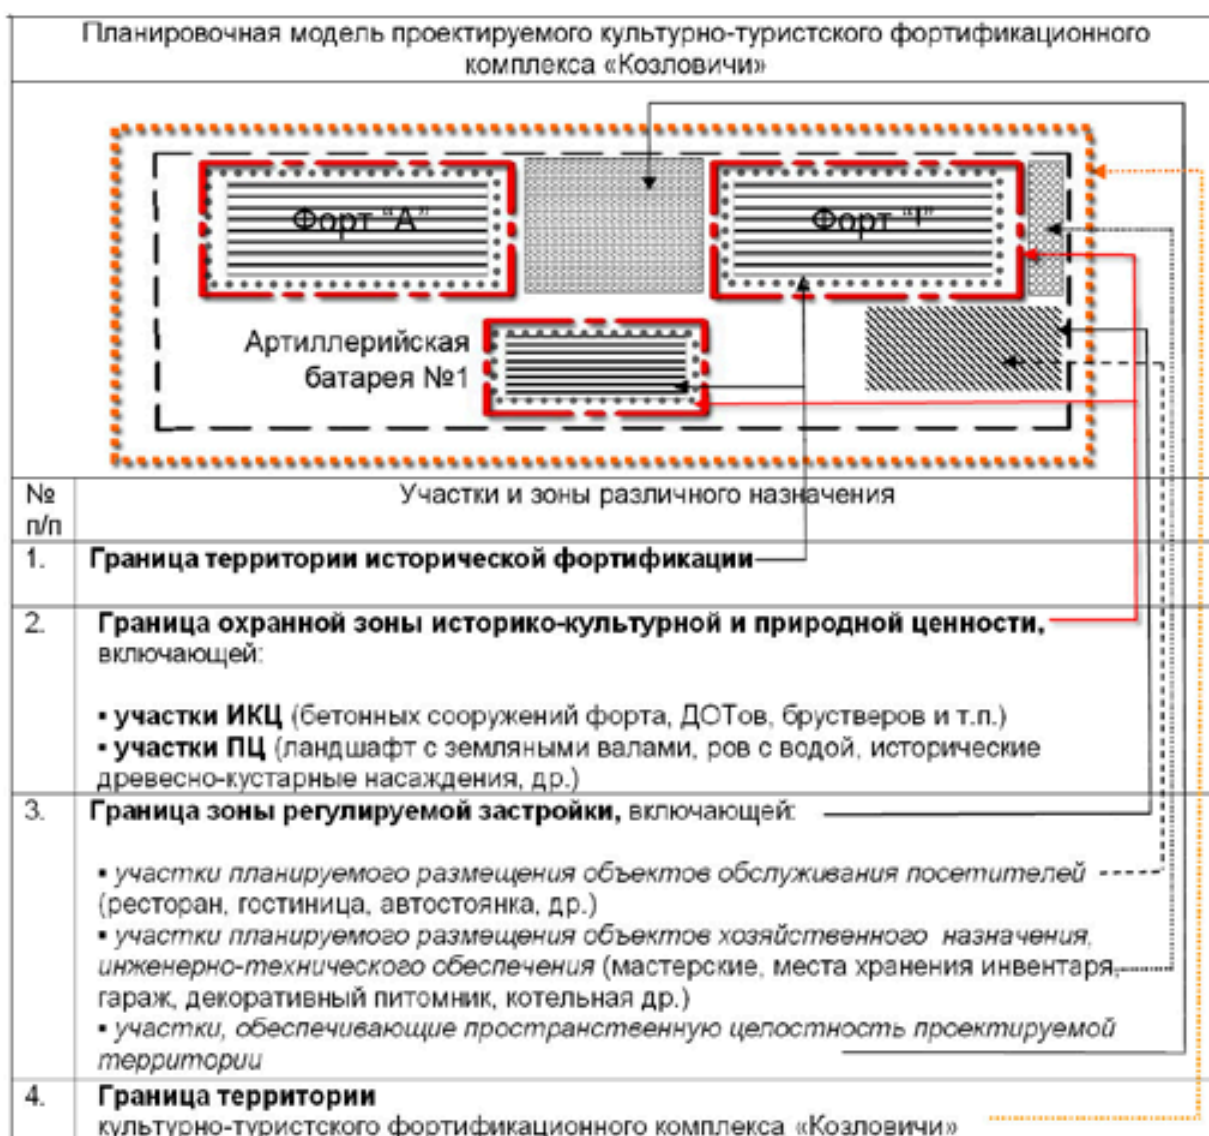 Планировочная модель проектируемого культурно-туристского фортификационного
комплекса «Козловичи»
Форт "А"
Форт "I"
Артиллерийская
батарея №1
№
п/п
Участки и зоны различного назначения
1. Граница территории исторической фортификации
2. Граница охранной зоны историко-культурной и природной ценности,
включающей:
▪ участки ИКЦ (бетонных сооружений форта, ДОТов, брустверов и т.п.)
▪ участки ПЦ (ландшафт с земляными валами, ров с водой, исторические
древесно-кустарные насаждения, др.)
3. Граница зоны регулируемой застройки, включающей:
▪ участки планируемого размещения объектов обслуживания посетителей
(ресторан, гостиница, автостоянка, др.)
▪ участки планируемого размещения объектов хозяйственного назначения,
инженерно-технического обеспечения (мастерские, места хранения инвентаря,
гараж, декоративный питомник, котельная др.)
▪ участки, обеспечивающие пространственную целостность проектируемой
территории
4. Граница территории
культурно-туристского фортификационного комплекса «Козловичи»